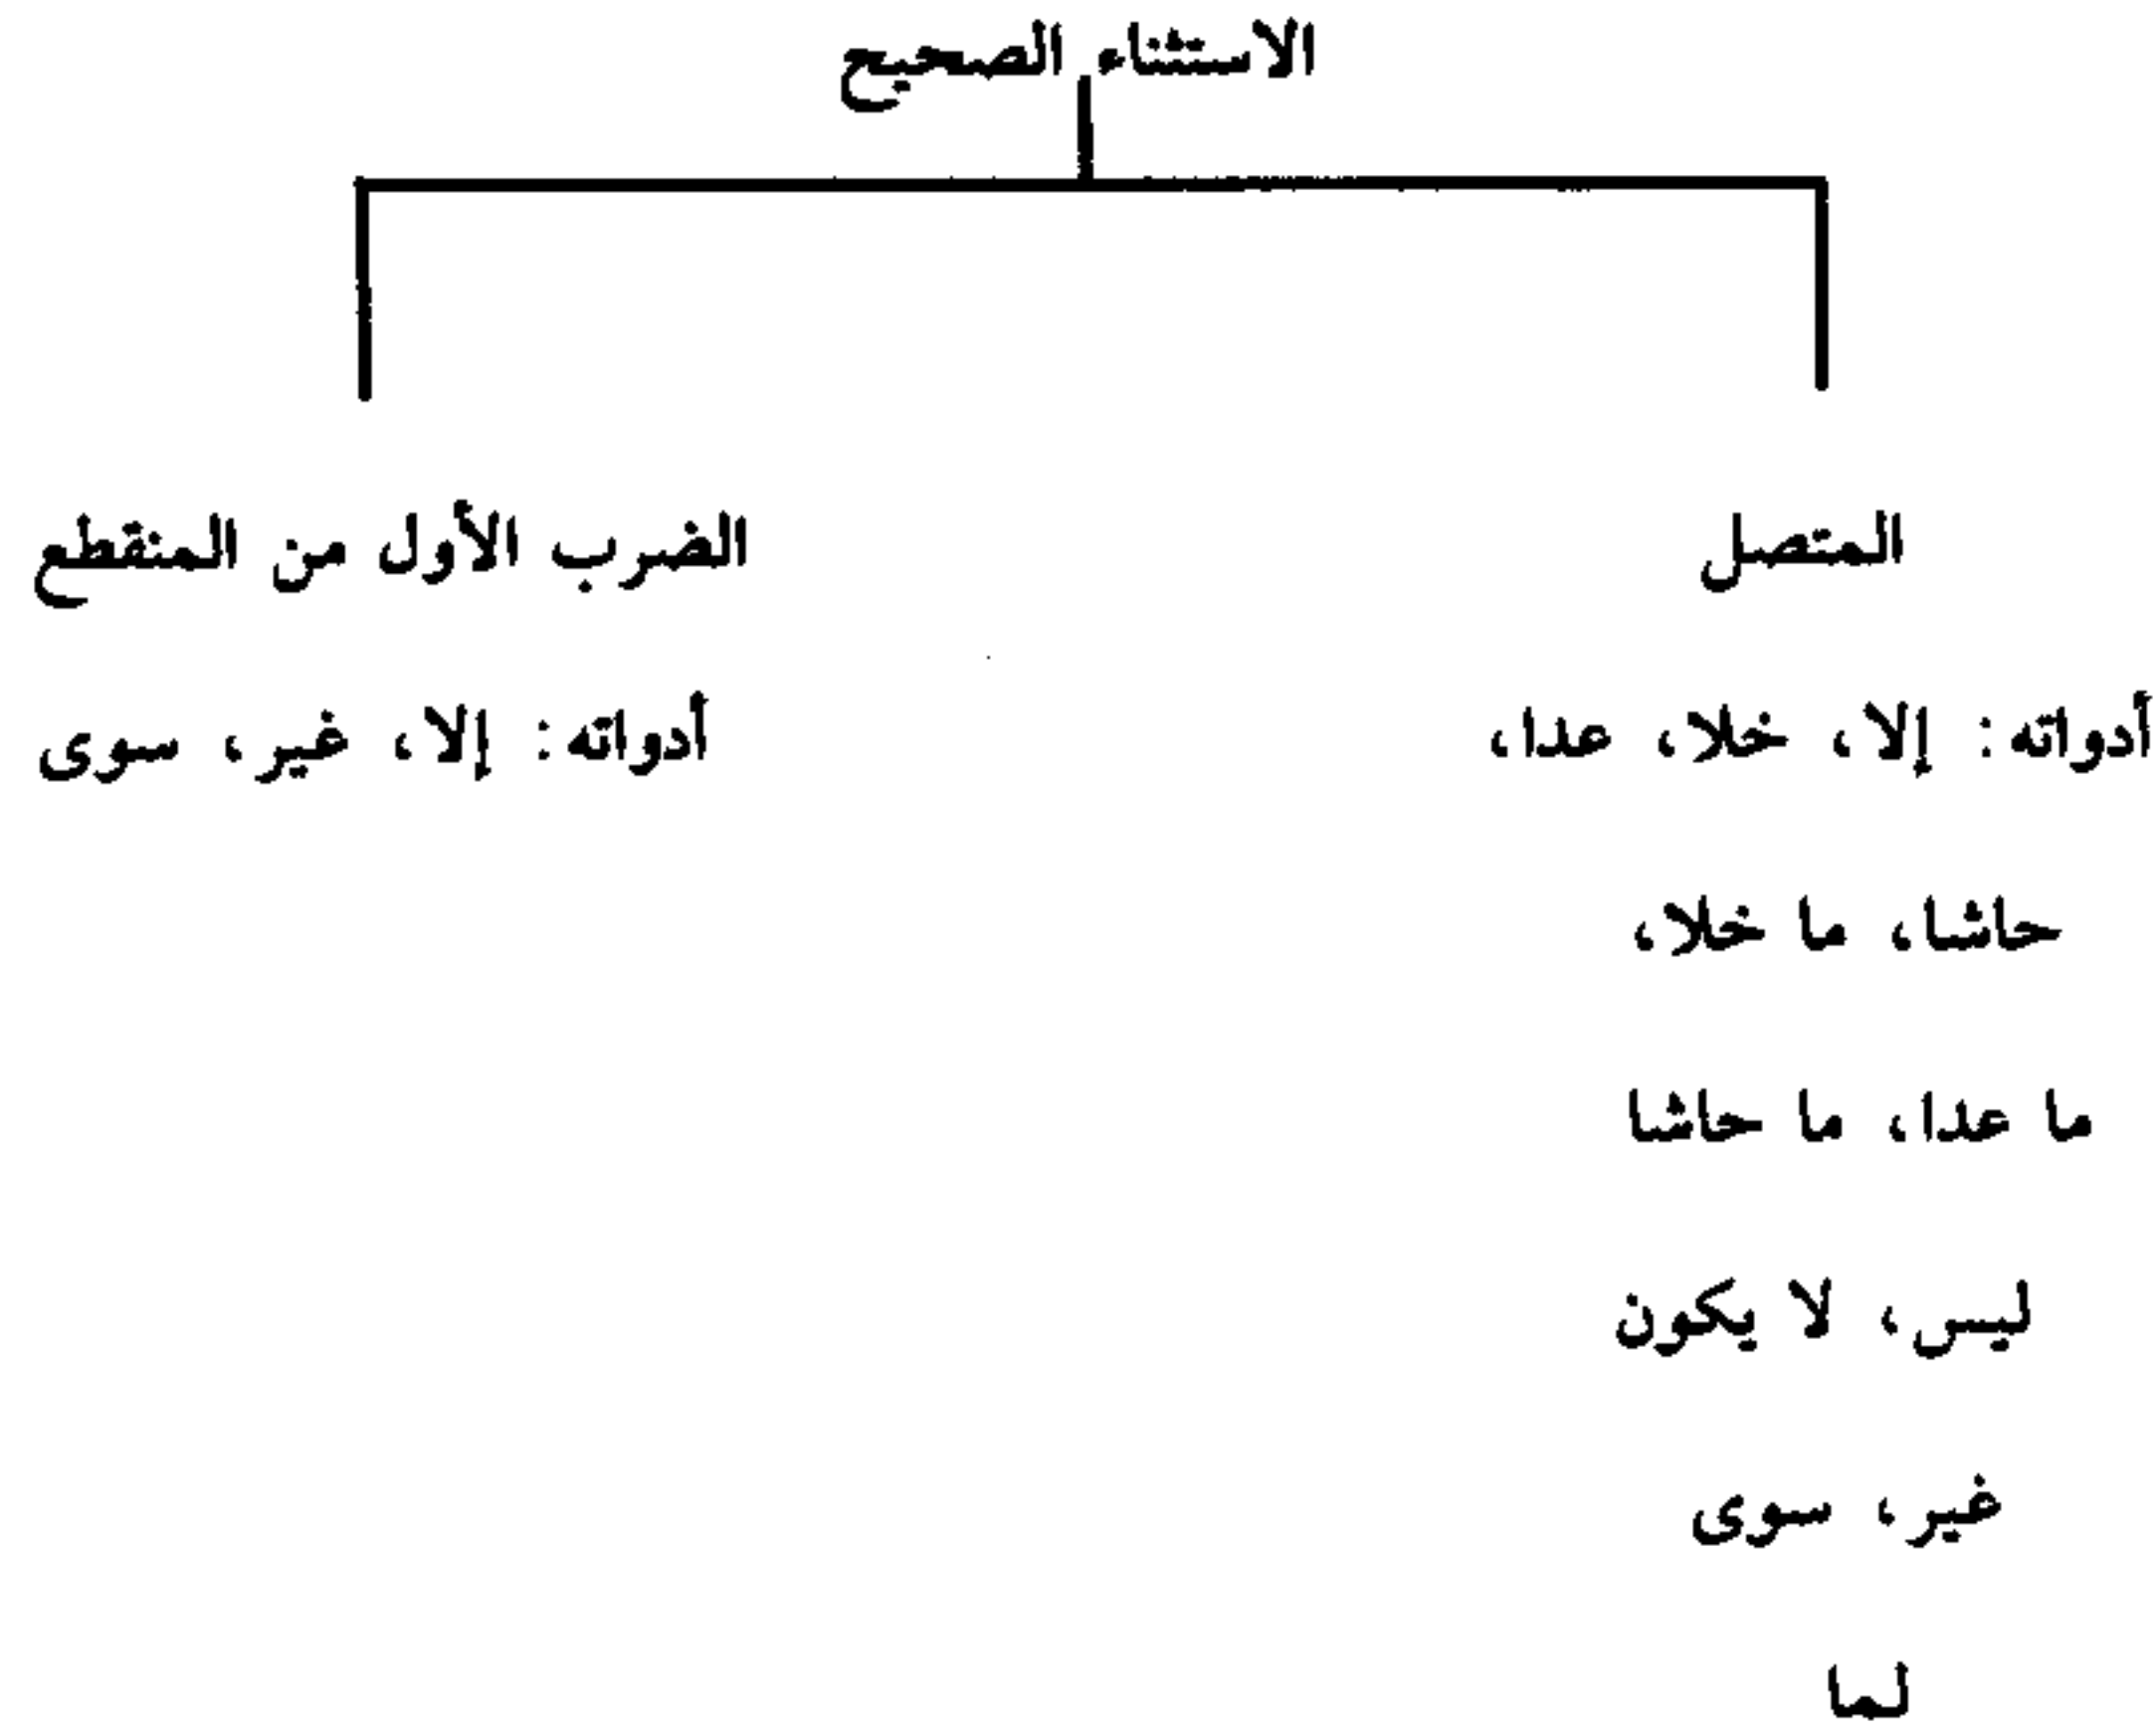 الاستثناء الصحيح
المتصل
أدواته: إلا، خلا، عدا،
حاشا، ما خلا،
ما عدا، ما حاشا
ليس، لا يكون
غير، سوى
لما
الضرب الأول من المنقطع
أدواته: إلا، غير، سوى